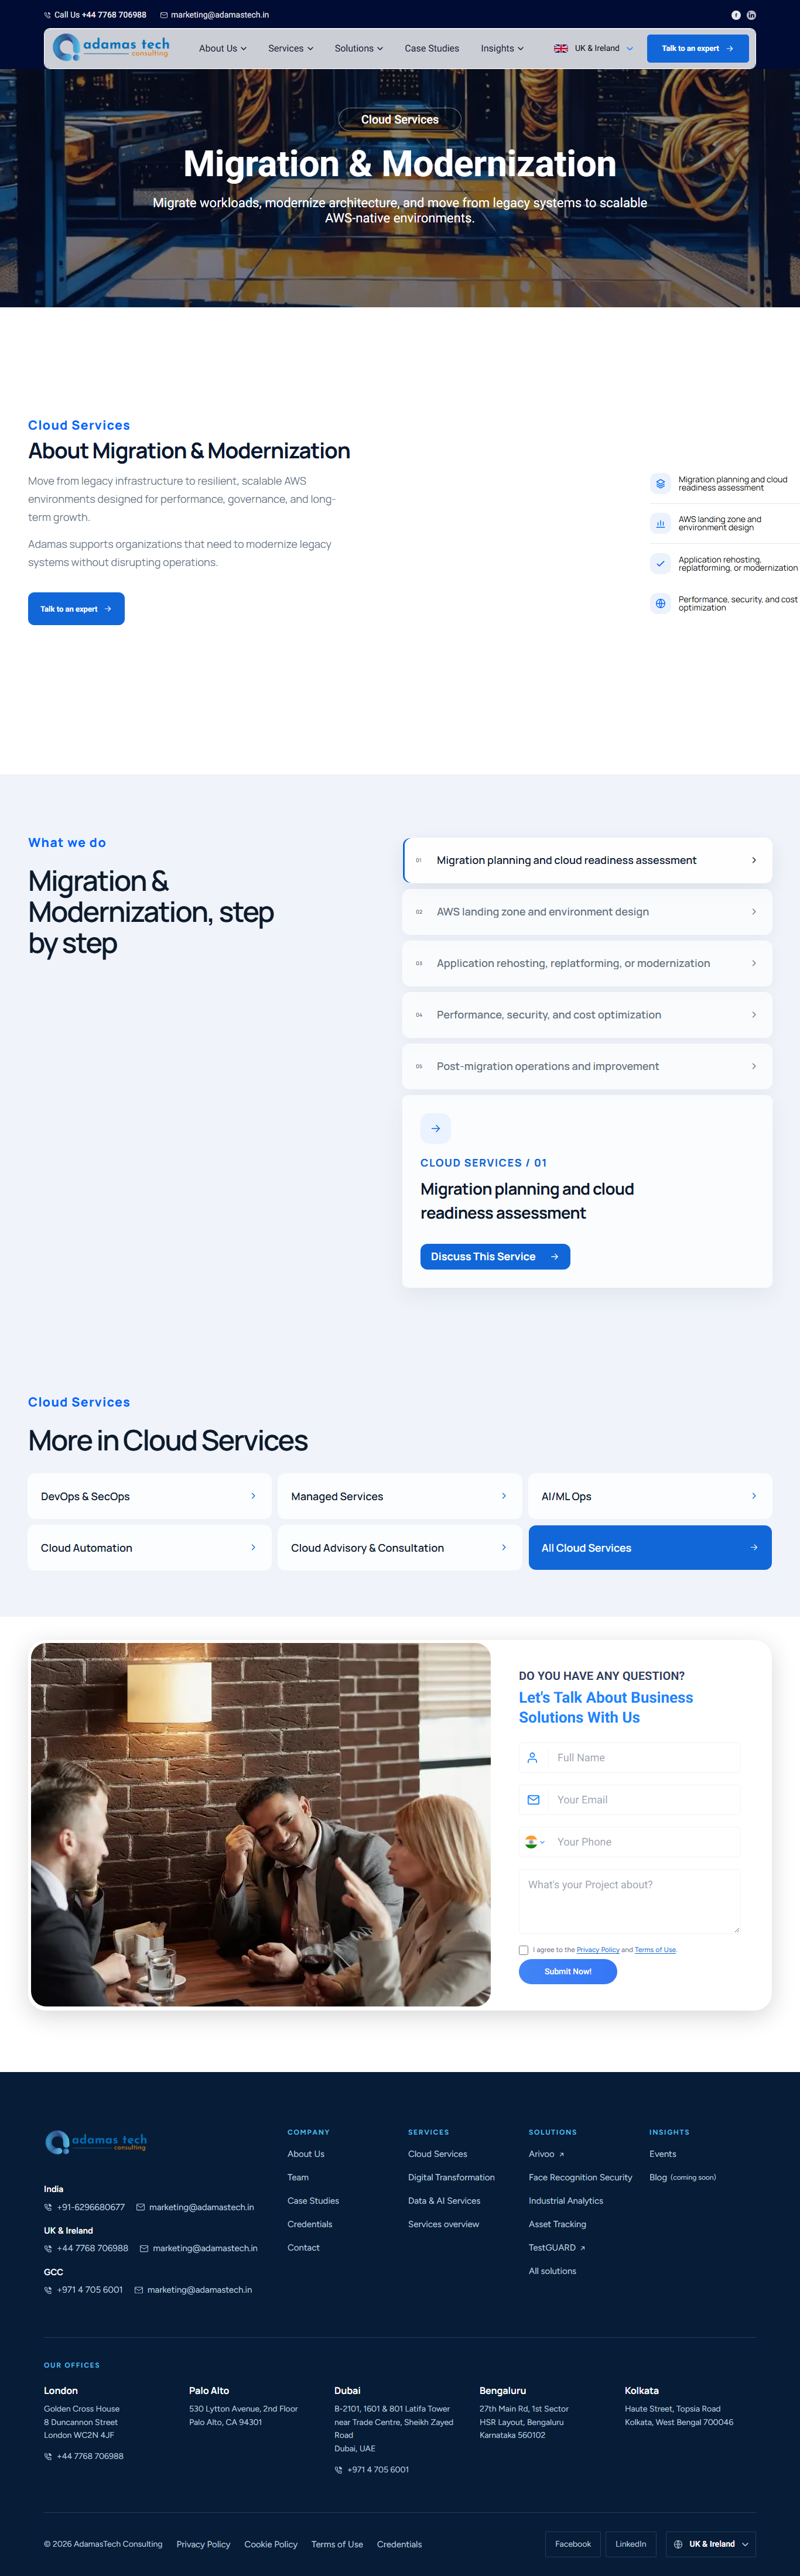 Call Us +44 7768 706988
marketing@adamastech.in
adamas tech
consulting
About Us
Services
Solutions
Case Studies
Insights
UK & Ireland
Talk to an expert
Cloud Services
Migration & Modernization
Migrate workloads, modernize architecture, and move from legacy systems to scalable
AWS-native environments.
Cloud Services
About Migration & Modernization
Move from legacy infrastructure to resilient, scalable AWS
environments designed for performance, governance, and long-
term growth.
Adamas supports organizations that need to modernize legacy
systems without disrupting operations.
Talk to an expert
Migration planning and cloud
readiness assessment
AWS landing zone and
environment design
Application rehosting,
replatforming, or modernization
Performance, security, and cost
optimization
What we do
Migration &
Modernization, step
by step
01 Migration planning and cloud readiness assessment
02 AWS landing zone and environment design
03 Application rehosting, replatforming, or modernization
04 Performance, security, and cost optimization
05 Post-migration operations and improvement
CLOUD SERVICES / 01
Migration planning and cloud
readiness assessment
Discuss This Service
Cloud Services
More in Cloud Services
DevOps & SecOps
Managed Services
AI/ML Ops
Cloud Automation
Cloud Advisory & Consultation
All Cloud Services
DO YOU HAVE ANY QUESTION?
Let's Talk About Business
Solutions With Us
Full Name
Your Email
Your Phone
What's your Project about?
I agree to the Privacy Policy and Terms of Use.
Submit Now!
adamas tech
consulting
India
+91-6296680677
marketing@adamastech.in
UK & Ireland
+44 7768 706988
marketing@adamastech.in
GCC
+971 4 705 6001
marketing@adamastech.in
COMPANY
About Us
Team
Case Studies
Credentials
Contact
SERVICES
Cloud Services
Digital Transformation
Data & AI Services
Services overview
SOLUTIONS
Arivoo
Face Recognition Security
Industrial Analytics
Asset Tracking
TestGUARD
All solutions
INSIGHTS
Events
Blog (coming soon)
OUR OFFICES
London
Golden Cross House
8 Duncannon Street
London WC2N 4JF
+44 7768 706988
Palo Alto
530 Lytton Avenue, 2nd Floor
Palo Alto, CA 94301
Dubai
B-2101, 1601 & 801 Latifa Tower
near Trade Centre, Sheikh Zayed
Road
Dubai, UAE
+971 4 705 6001
Bengaluru
27th Main Rd, 1st Sector
HSR Layout, Bengaluru
Karnataka 560102
Kolkata
Haute Street, Topsia Road
Kolkata, West Bengal 700046
© 2026 AdamasTech Consulting
Privacy Policy
Cookie Policy
Terms of Use
Credentials
Facebook
LinkedIn
UK & Ireland